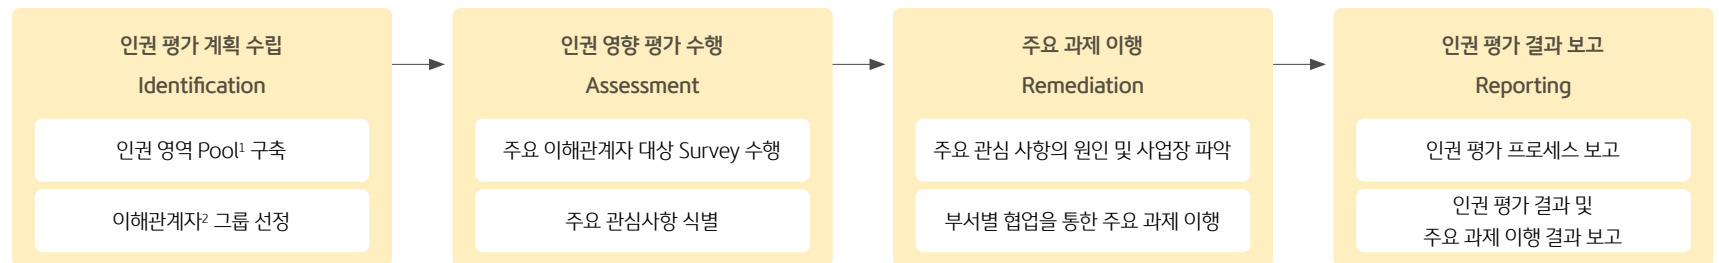 인권 평가 계획 수립
Identification
인권 영역 Pool¹ 구축
이해관계자² 그룹 선정
인권 영향 평가 수행
Assessment
주요 이해관계자 대상 Survey 수행
주요 관심사항 식별
주요 과제 이행
Remediation
주요 관심 사항의 원인 및 사업장 파악
부서별 협업을 통한 주요 과제 이행
인권 평가 결과 보고
Reporting
인권 평가 프로세스 보고
인권 평가 결과 및
주요 과제 이행 결과 보고